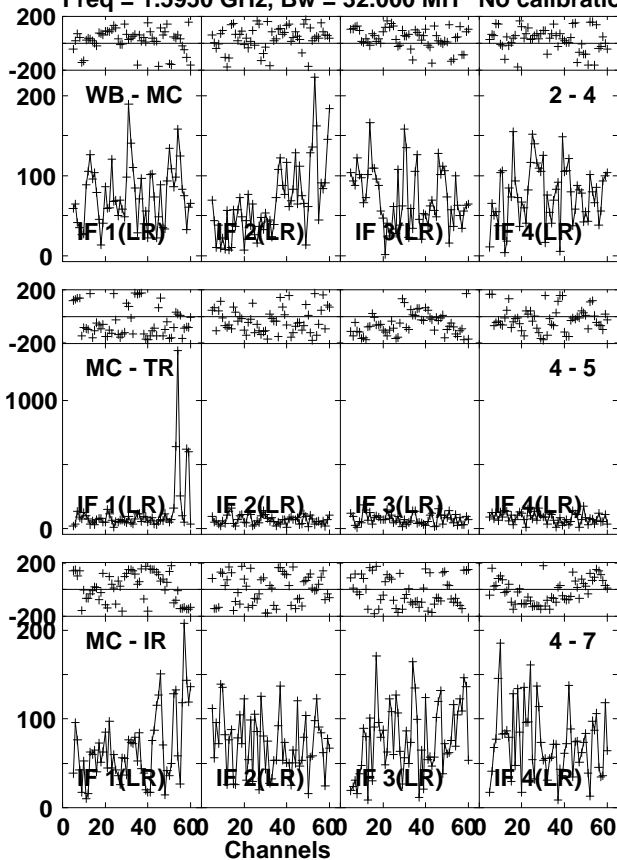 Freq = 1.5950 GHz, Bw = 32.000 MH No calibratio
200
-200
200
WB - MC
2 - 4
100
0
IF 1(LR) IF 2(LR) IF 3(LR) IF 4(LR)
200
-200
MC - TR
4 - 5
1000
0
IF 1(LR) IF 2(LR) IF 3(LR) IF 4(LR)
200
-200
200
MC - IR
4 - 7
100
0
IF 1(LR) IF 2(LR) IF 3(LR) IF 4(LR)
0 20 40 60 0 20 40 60 0 20 40 60 0 20 40 60
Channels